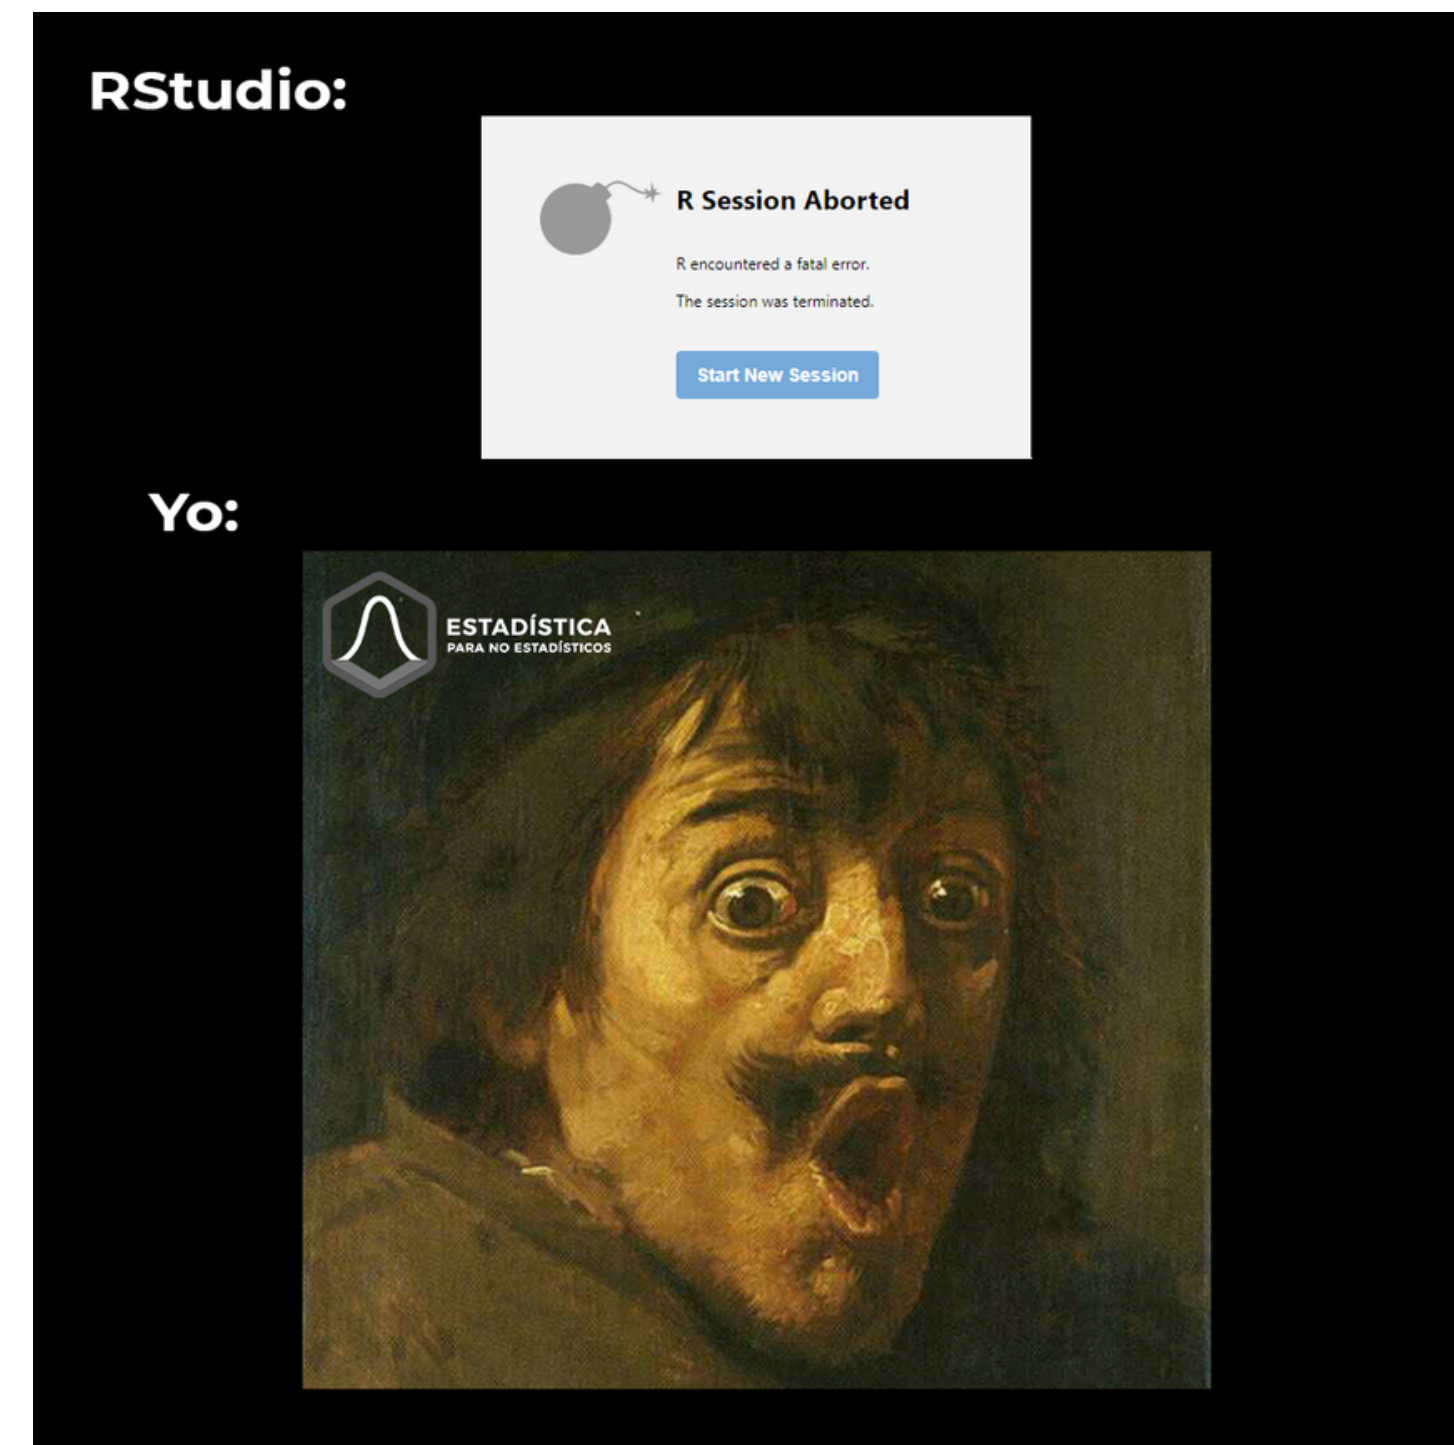 RStudio:
R Session Aborted
R encountered a fatal error.
The session was terminated.
Start New Session
Yo:
ESTADÍSTICA
PARA NO ESTADÍSTICOS